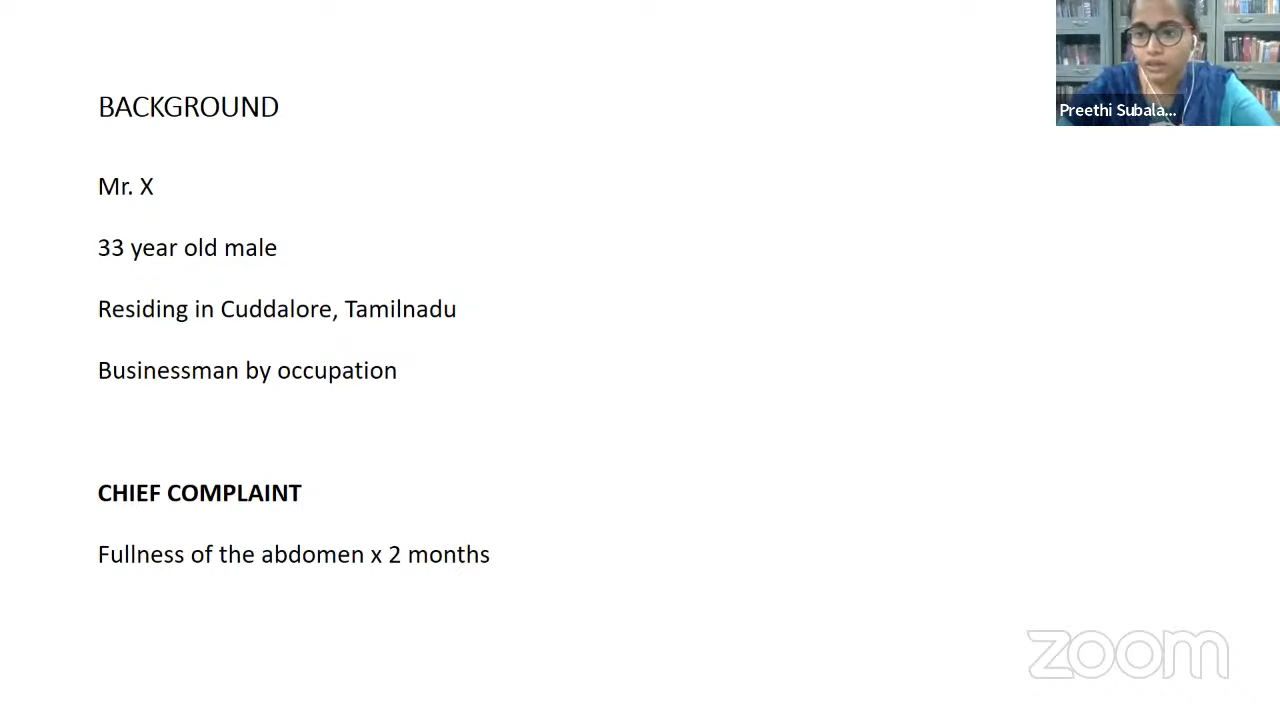 BACKGROUND
Preethi Subala...
Mr. X
33 year old male
Residing in Cuddalore, Tamilnadu
Businessman by occupation
CHIEF COMPLAINT
Fullness of the abdomen x 2 months
zoom